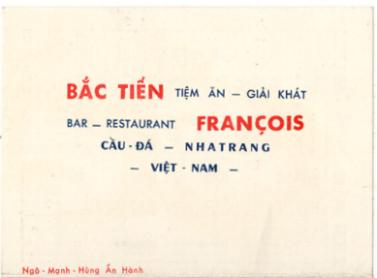 BẮC TIẾN TIỆM ĂN – GIẢI KHÁT
BAR – RESTAURANT FRANÇOIS
CẦU-ĐÁ – NHATRANG
– VIỆT-NAM –
Ngô-Mạnh-Hùng Ấn Hành